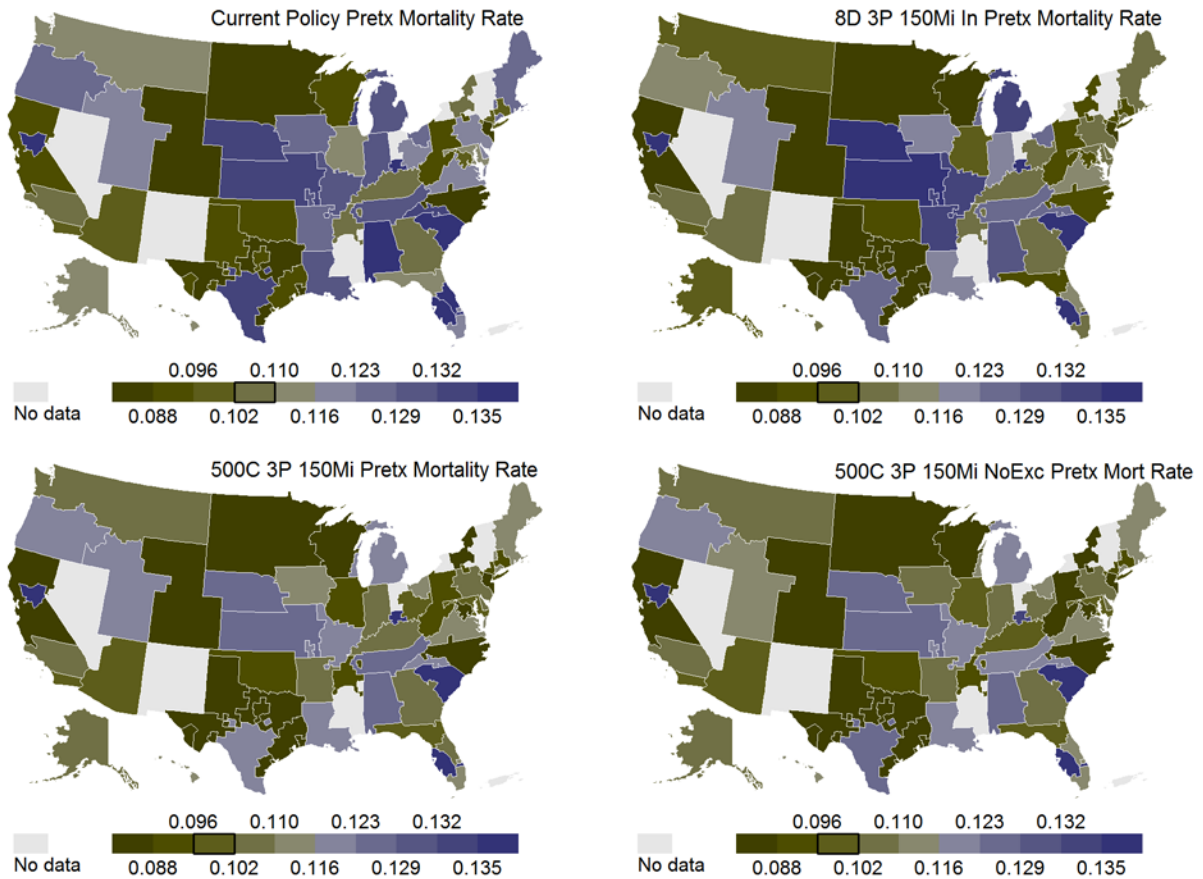 Current Policy Pretx Mortality Rate
0.096 0.110 0.123 0.132
No data 0.088 0.102 0.116 0.129 0.135
8D 3P 150Mi In Pretx Mortality Rate
0.096 0.110 0.123 0.132
No data 0.088 0.102 0.116 0.129 0.135
500C 3P 150Mi Pretx Mortality Rate
0.096 0.110 0.123 0.132
No data 0.088 0.102 0.116 0.129 0.135
500C 3P 150Mi NoExc Pretx Mort Rate
0.096 0.110 0.123 0.132
No data 0.088 0.102 0.116 0.129 0.135